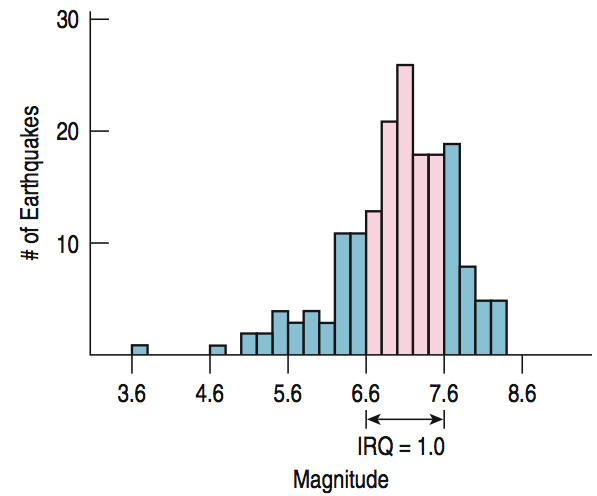 30
20
10
# of Earthquakes
3.6 4.6 5.6 6.6 7.6 8.6
IRQ = 1.0
Magnitude